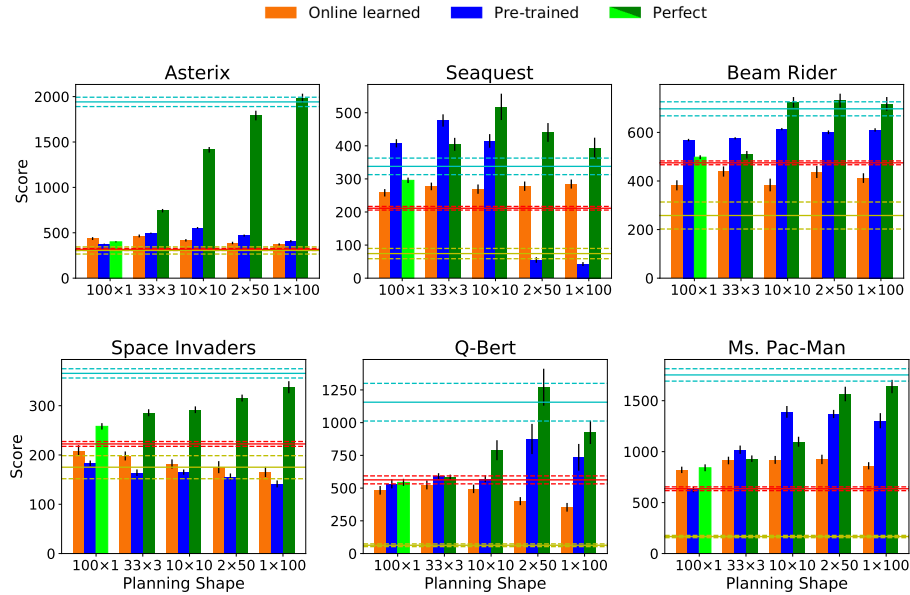 Online learned Pre-trained Perfect
Asterix Seaquest Beam Rider
Score
2000
1500
1000
500
0
100×1 33×3 10×10 2×50 1×100
500
400
300
200
100
0
100×1 33×3 10×10 2×50 1×100
600
400
200
0
100×1 33×3 10×10 2×50 1×100
Space Invaders Q-Bert Ms. Pac-Man
Score
300
200
100
0
100×1 33×3 10×10 2×50 1×100
Planning Shape
1250
1000
750
500
250
0
100×1 33×3 10×10 2×50 1×100
Planning Shape
1500
1000
500
0
100×1 33×3 10×10 2×50 1×100
Planning Shape